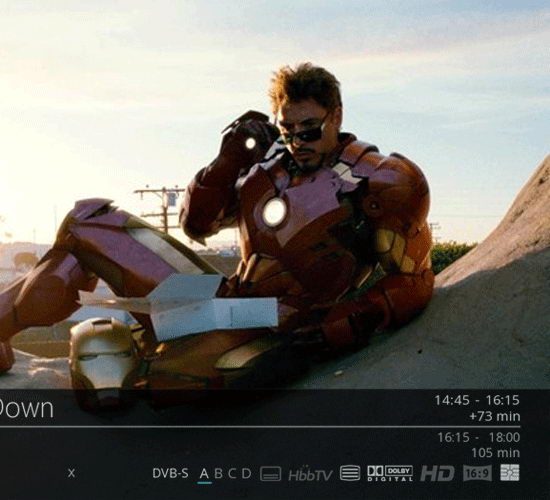 Down
14:45 - 16:15
+73 min
16:15 - 18:00
105 min
x DVB-S A B C D HbbTV DOLBY DIGITAL HD 16:9